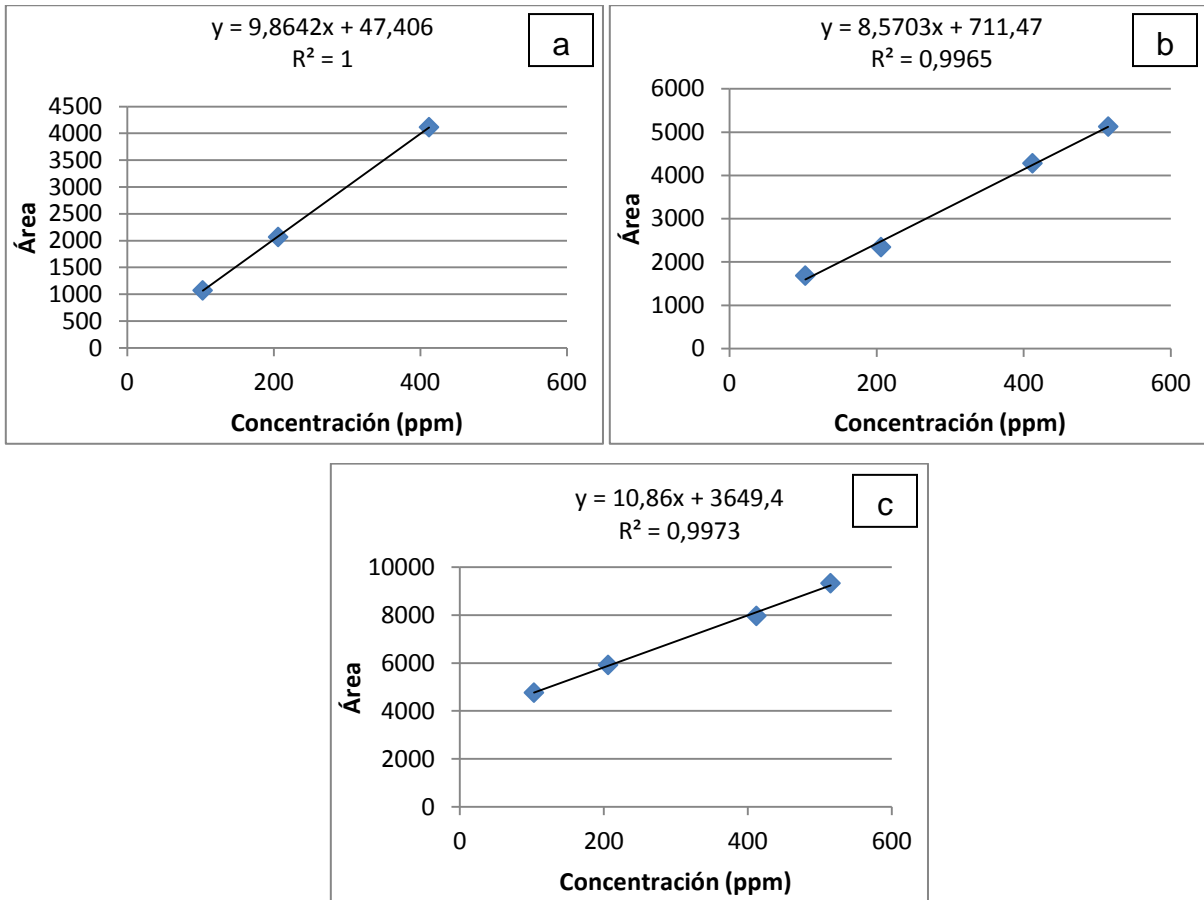 y = 9,8642x + 47,406
R² = 1
a
4500
4000
3500
3000
2500
2000
1500
1000
500
0
Área
0 200 400 600
Concentración (ppm)
y = 8,5703x + 711,47
R² = 0,9965
b
6000
5000
4000
3000
2000
1000
0
Área
0 200 400 600
Concentración (ppm)
y = 10,86x + 3649,4
R² = 0,9973
c
10000
8000
6000
4000
2000
0
Área
0 200 400 600
Concentración (ppm)